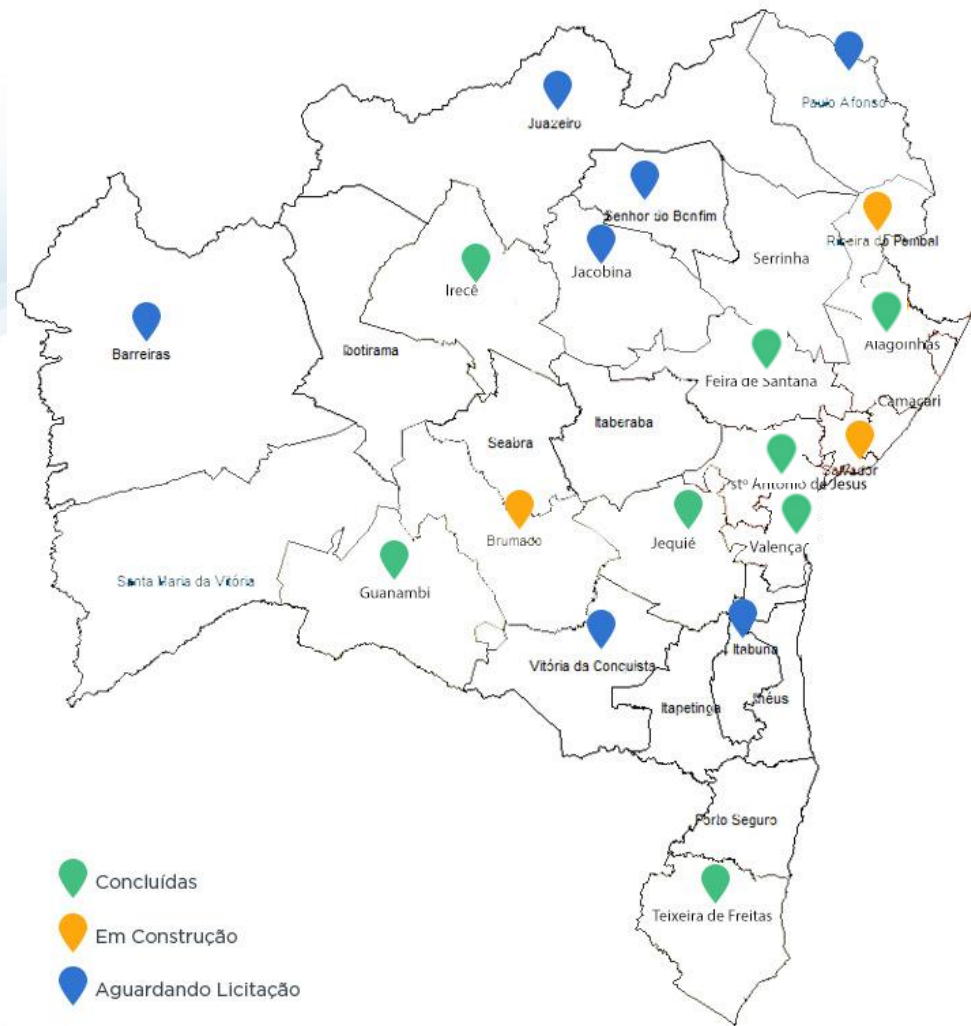 Paulo Afonso
Juazeiro
Senhor do Bonfim
Ribeira do Pombal
Serrinha
Jacobina
Irecê
Alagoinhas
Barreiras
Ibotirama
Feira de Santana
Camaçari
Itaberaba
Seabra
Salvador
stº Antonio de Jesus
Brumado
Jequié
Valença
Santa Maria da Vitória
Guanambi
Itabuna
Vitória da Conquista
Itapetinga
Ilhéus
Porto Seguro
Concluídas
Teixeira de Freitas
Em Construção
Aguardando Licitação